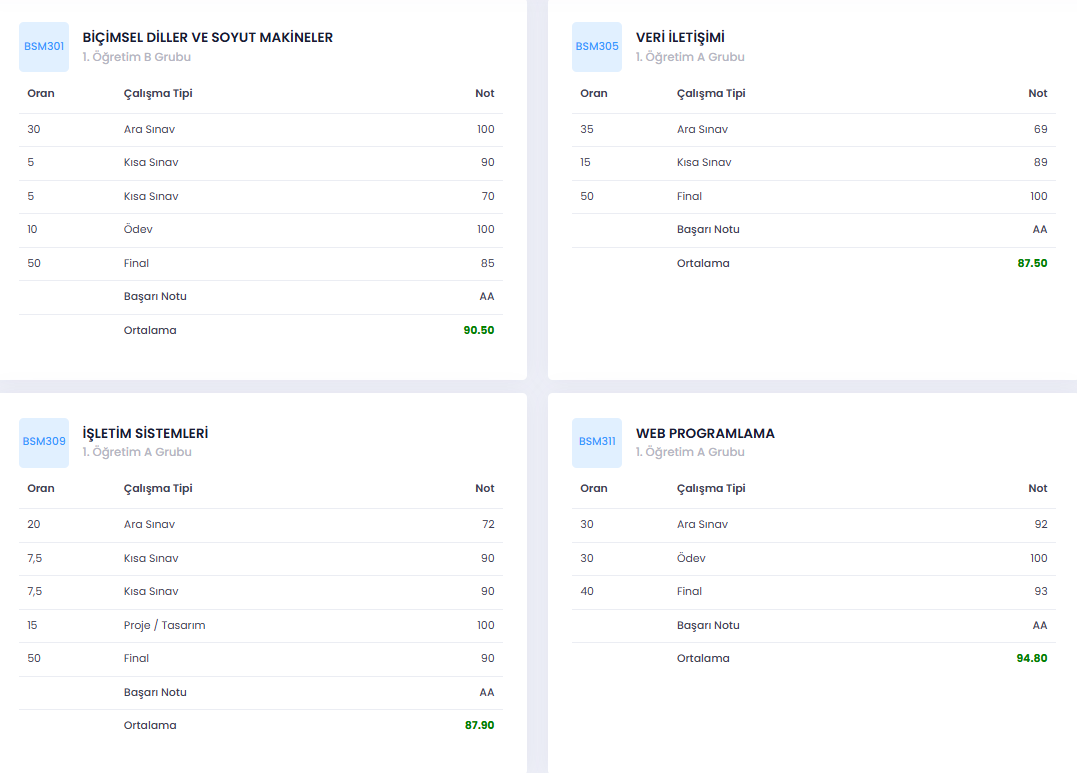 BSM301
BİÇİMSEL DİLLER VE SOYUT MAKİNELER
1. Öğretim B Grubu
Oran Çalışma Tipi Not
30 Ara Sınav 100
5 Kısa Sınav 90
5 Kısa Sınav 70
10 Ödev 100
50 Final 85
Başarı Notu AA
Ortalama 90.50
BSM305
VERİ İLETİŞİMİ
1. Öğretim A Grubu
Oran Çalışma Tipi Not
35 Ara Sınav 69
15 Kısa Sınav 89
50 Final 100
Başarı Notu AA
Ortalama 87.50
BSM309
İŞLETİM SİSTEMLERİ
1. Öğretim A Grubu
Oran Çalışma Tipi Not
20 Ara Sınav 72
7,5 Kısa Sınav 90
7,5 Kısa Sınav 90
15 Proje / Tasarım 100
50 Final 90
Başarı Notu AA
Ortalama 87.90
BSM311
WEB PROGRAMLAMA
1. Öğretim A Grubu
Oran Çalışma Tipi Not
30 Ara Sınav 92
30 Ödev 100
40 Final 93
Başarı Notu AA
Ortalama 94.80